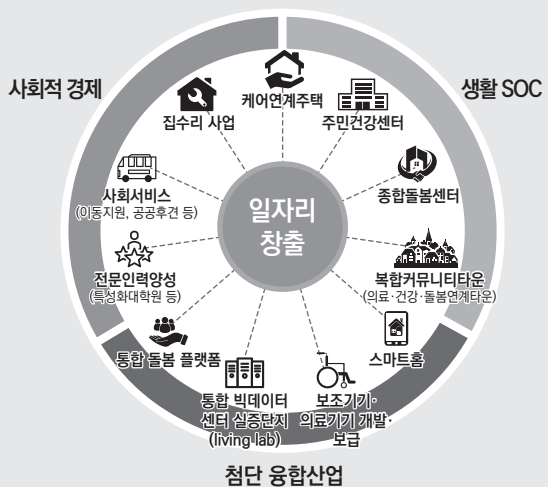 사회적 경제
생활 SOC
케어연계주택
집수리 사업
주민건강센터
사회서비스
(이동지원, 공공후견 등)
종합돌봄센터
일자리
창출
전문인력양성
(특성화대학원 등)
복합커뮤니티타운
(의료·건강·돌봄연계타운)
통합 돌봄 플랫폼
스마트홈
통합 빅데이터
센터 실증단지
(living lab)
보조기기·
의료기기 개발·
보급
첨단 융합산업